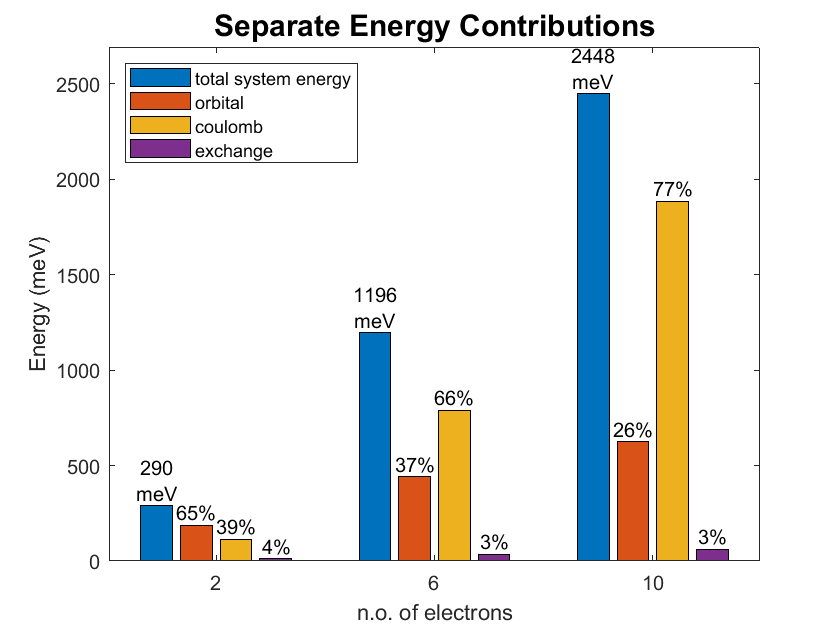 Separate Energy Contributions
total system energy
orbital
coulomb
exchange
Energy (meV)
2500
2000
1500
1000
500
0
290
meV
65%
39%
4%
1196
meV
37%
66%
3%
2448
meV
26%
77%
3%
2
6
10
n.o. of electrons